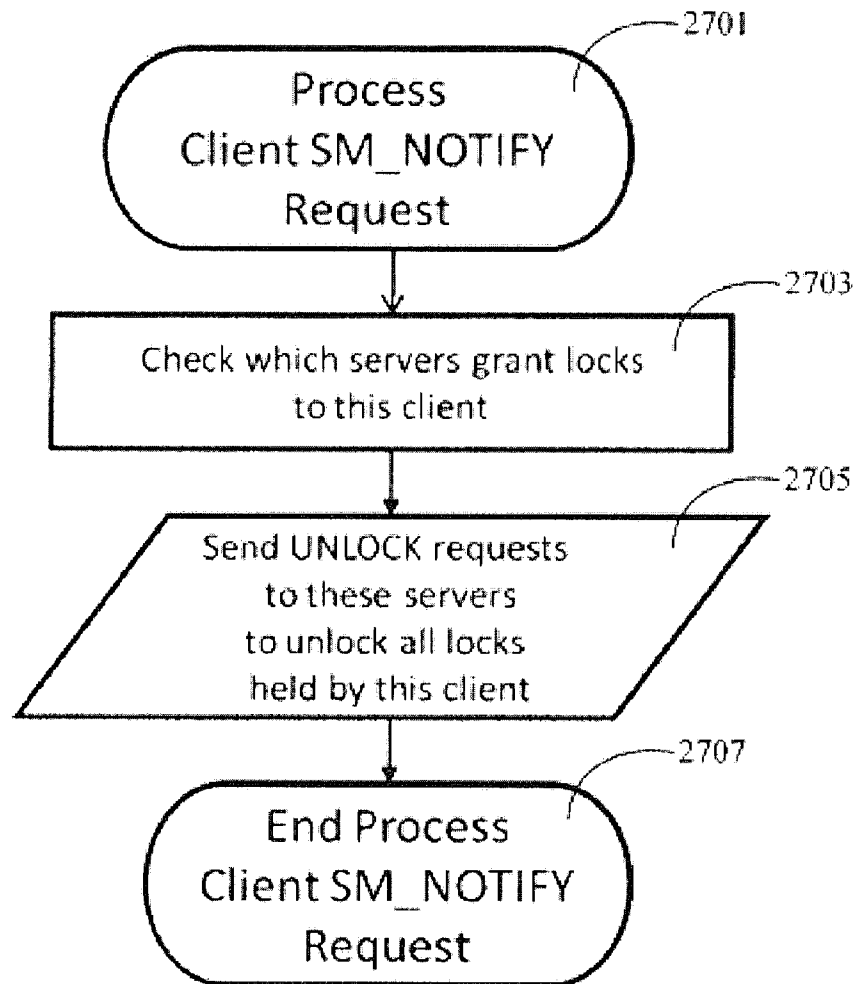 2701
Process
Client SM_NOTIFY
Request
2703
Check which servers grant locks
to this client
2705
Send UNLOCK requests
to these servers
to unlock all locks
held by this client
2707
End Process
Client SM_NOTIFY
Request